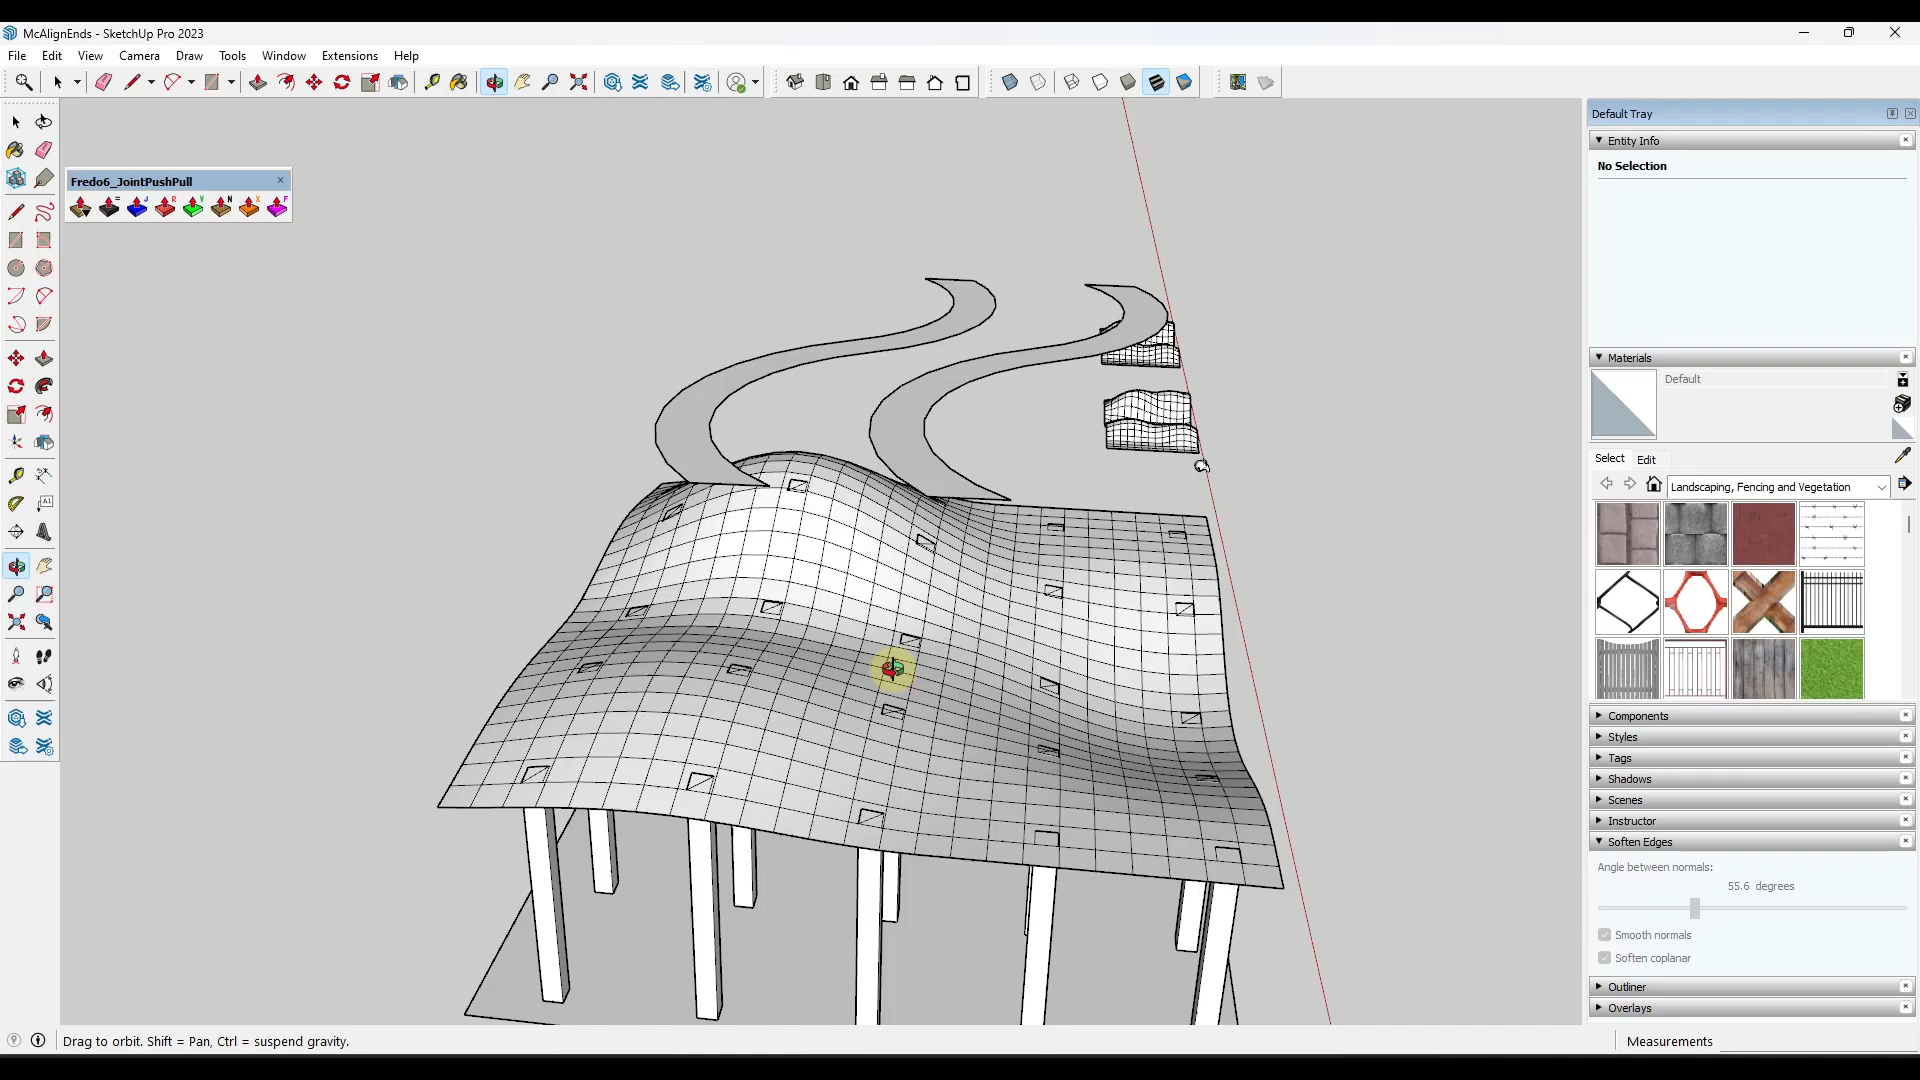 McAlignEnds - SketchUp Pro 2023
File Edit View Camera Draw Tools Window Extensions Help
Default Tray
Entity Info
No Selection
Fredo6_JointPushPull
= J R V N X F
Materials
Default
Select Edit
Landscaping, Fencing and Vegetation
A1
Components
Styles
Tags
Shadows
Scenes
Instructor
Soften Edges
Angle between normals:
55.6 degrees
Smooth normals
Soften coplanar
Outliner
Overlays
Drag to orbit. Shift = Pan, Ctrl = suspend gravity.
Measurements